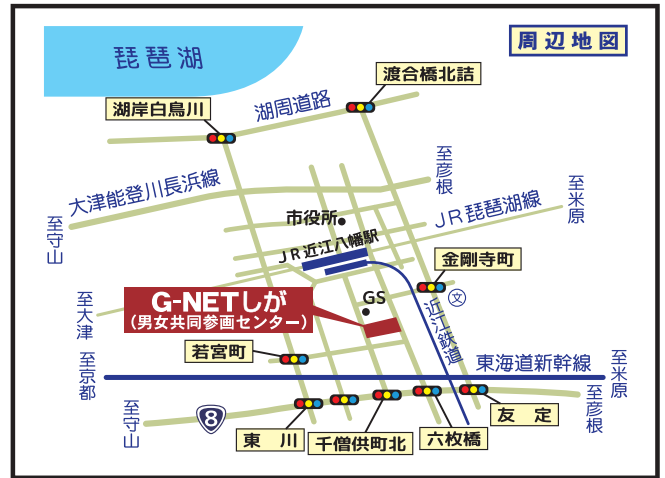 周辺地図
琵琶湖
渡合橋北詰
湖岸白鳥川
湖周道路
至彦根
大津能登川長浜線
至米原
JR琵琶湖線
至守山
市役所
JR近江八幡駅
金剛寺町
至大津
G-NETしが
(男女共同参画センター)
GS
文
近江鉄道
若宮町
至京都
東海道新幹線
至米原
至彦根
至守山
8
東川
千僧供町北
六枚橋
友定